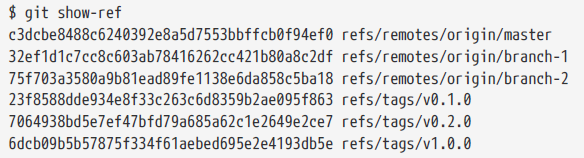 $ git show-ref
c3dcbe8488c6240392e8a5d7553bbffcb0f94ef0 refs/remotes/origin/master
32ef1d1c7cc8c603ab78416262cc421b80a8c2df refs/remotes/origin/branch-1
75f703a3580a9b81ead89fe1138e6da858c5ba18 refs/remotes/origin/branch-2
23f8588dde934e8f33c263c6d8359b2ae095f863 refs/tags/v0.1.0
7064938bd5e7ef47bfd79a685a62c1e2649e2ce7 refs/tags/v0.2.0
6dcb09b5b57875f334f61aebed695e2e4193db5e refs/tags/v1.0.0